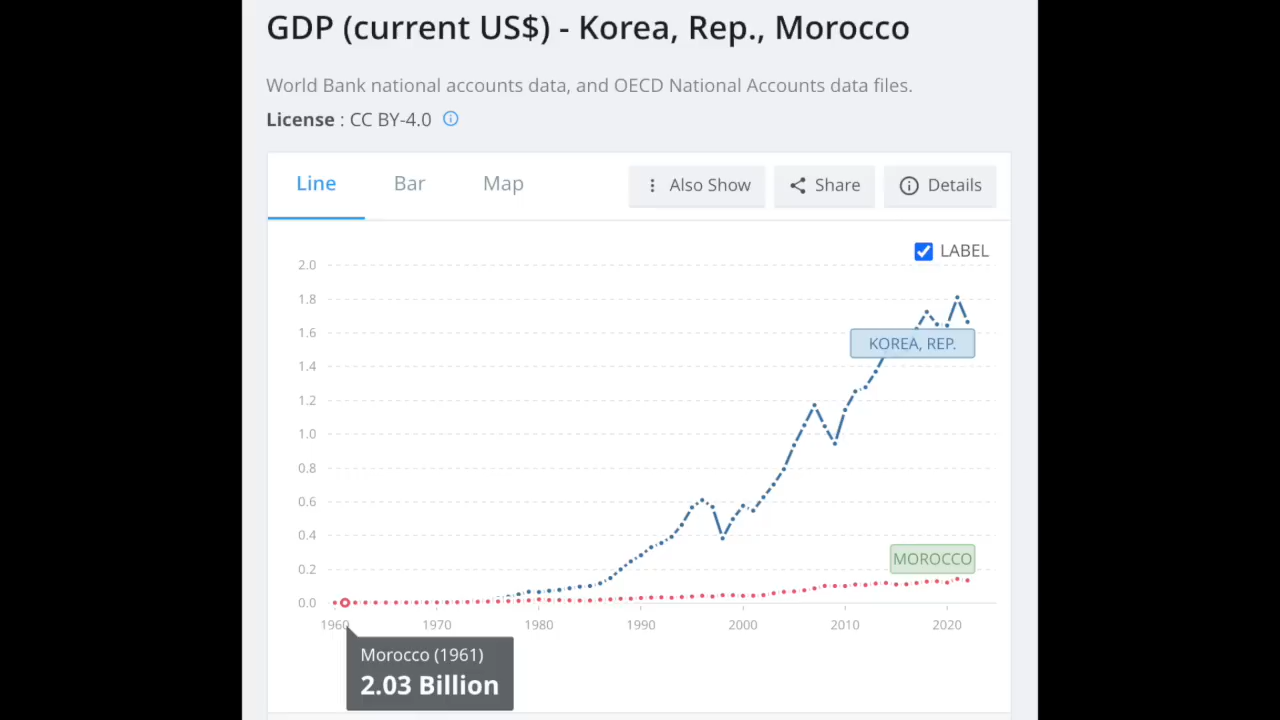 GDP (current US$) - Korea, Rep., Morocco
World Bank national accounts data, and OECD National Accounts data files.
License : CC BY-4.0
Line Bar Map Also Show Share Details
LABEL
2.0
1.8
1.6
KOREA, REP.
1.4
1.2
1.0
0.8
0.6
0.4
MOROCCO
0.2
0.0
1960 1970 1980 1990 2000 2010 2020
Morocco (1961)
2.03 Billion